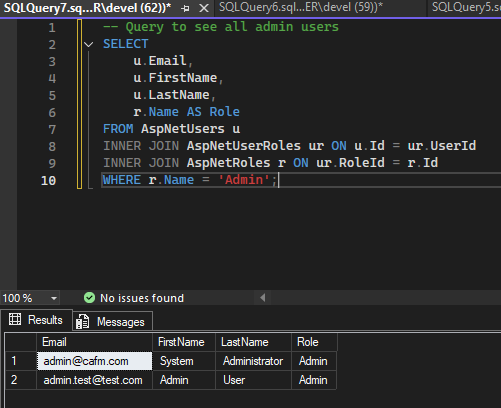 SQLQuery7.sq...R\devel (62))*
SQLQuery6.sql...ER\devel (59))*
SQLQuery5.s
1 -- Query to see all admin users
2 SELECT
3 u.Email,
4 u.FirstName,
5 u.LastName,
6 r.Name AS Role
7 FROM AspNetUsers u
8 INNER JOIN AspNetUserRoles ur ON u.Id = ur.UserId
9 INNER JOIN AspNetRoles r ON ur.RoleId = r.Id
10 WHERE r.Name = 'Admin';
100 % No issues found
Results Messages
Email FirstName LastName Role
1 admin@cafm.com System Administrator Admin
2 admin.test@test.com Admin User Admin